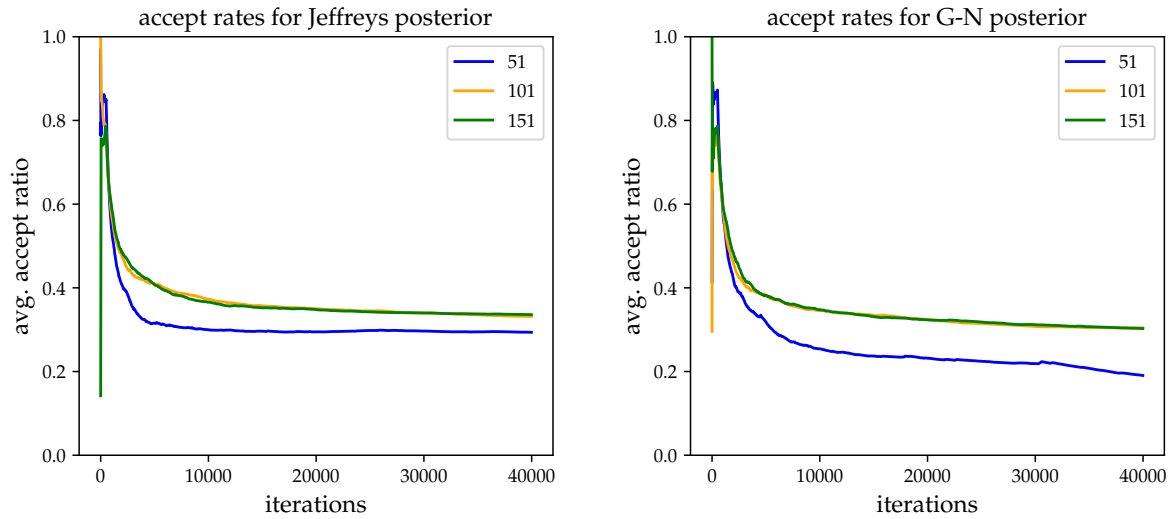 accept rates for Jeffreys posterior
1.0
0.8
0.6
0.4
0.2
0.0
avg. accept ratio
51
101
151
0 10000 20000 30000 40000
iterations
accept rates for G-N posterior
1.0
0.8
0.6
0.4
0.2
0.0
avg. accept ratio
51
101
151
0 10000 20000 30000 40000
iterations